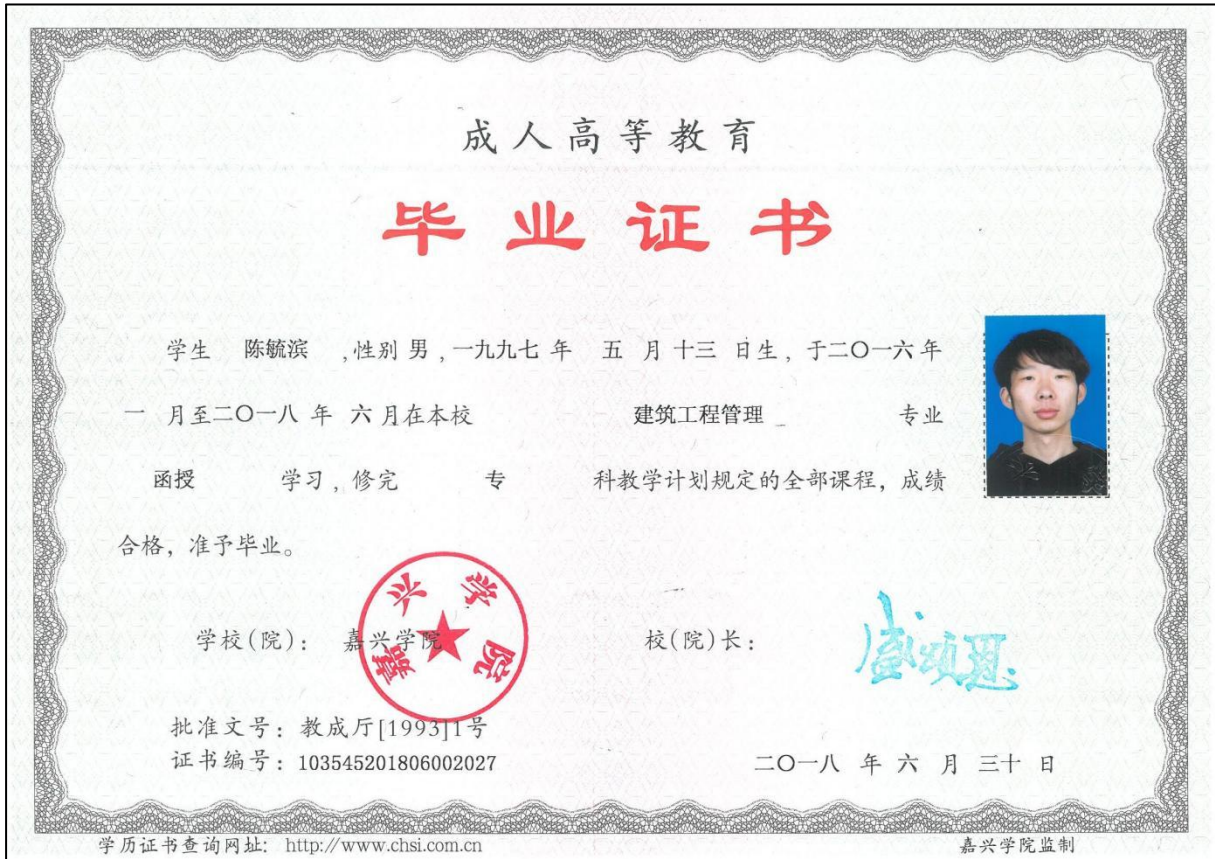 成人高等教育
毕业证书
学生 陈毓滨 ,性别 男 , 一九九七 年 五 月 十三 日生 , 于二〇一六 年
一 月至二〇一八 年 六 月在本校 建筑工程管理 专业
函授 学习 , 修完 专 科教学计划规定的全部课程, 成绩
合格, 准予毕业。
嘉兴学院
学校(院): 嘉兴学院 校(院)长:
批准文号: 教成厅[1993]1号
证书编号: 103545201806002027
二〇一八 年 六 月 三十 日
学历证书查询网址: http://www.chsi.com.cn 嘉兴学院监制